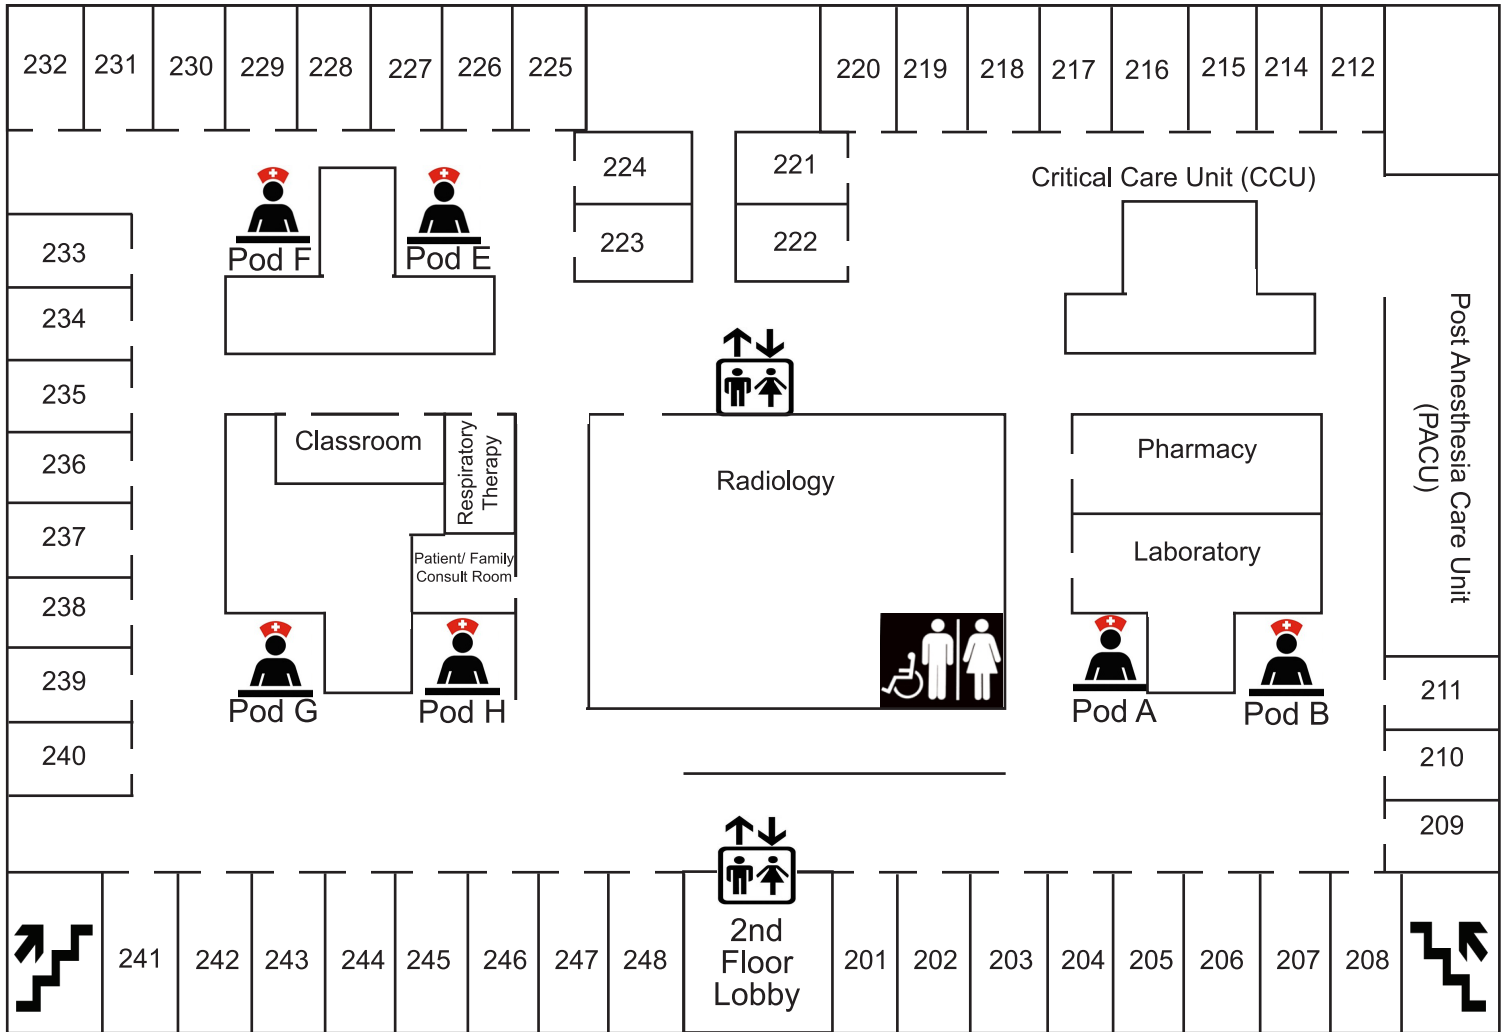 232 231 230 229 228 227 226 225 220 219 218 217 216 215 214 212
224 221
Critical Care Unit (CCU)
223 222
Pod F Pod E
233
234
235
236
237
238
239
240
Classroom
Respiratory
Therapy
Patient/ Family
Consult Room
Radiology
Pharmacy
Laboratory
Post Anesthesia Care Unit
(PACU)
Pod G Pod H Pod A Pod B
211
210
209
241 242 243 244 245 246 247 248
2nd
Floor
Lobby
201 202 203 204 205 206 207 208